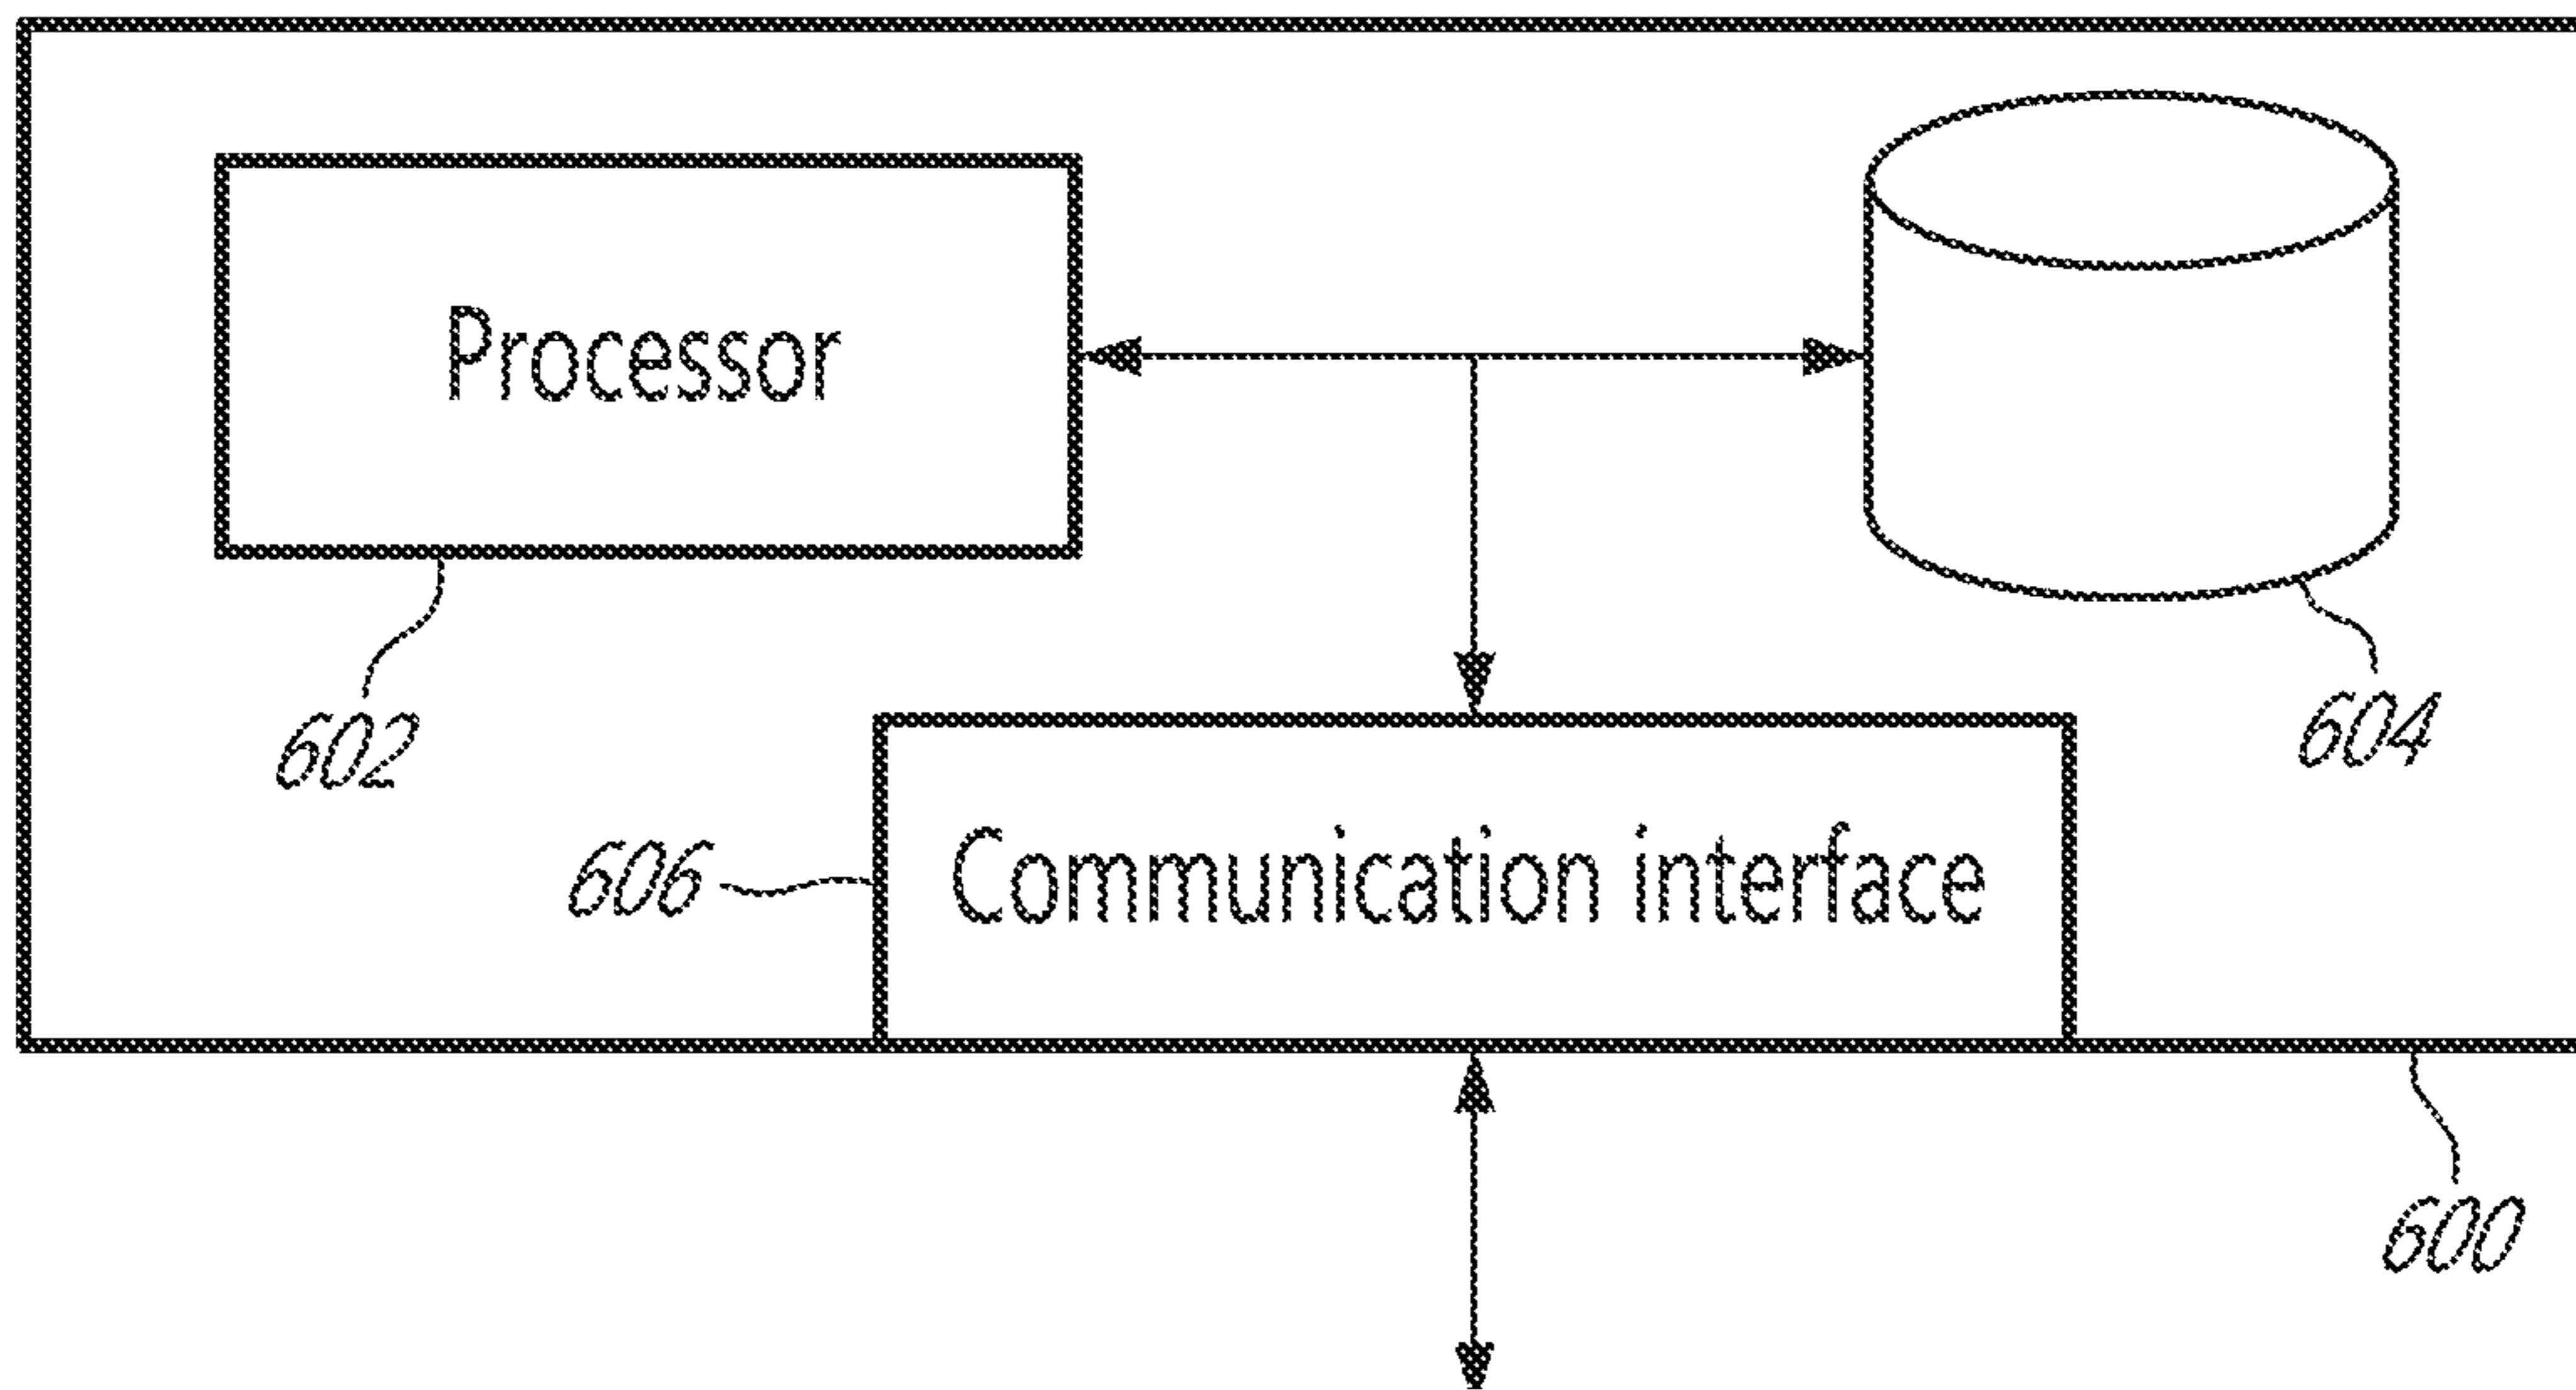 Processor
602
604
606
Communication interface
600